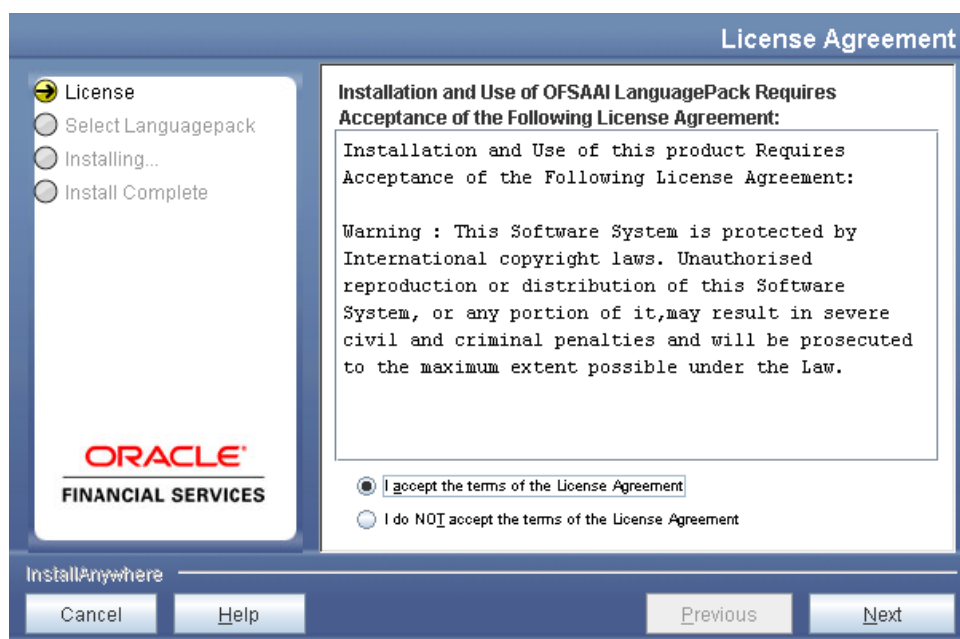 License Agreement
License
Select Languagepack
Installing...
Install Complete
ORACLE
FINANCIAL SERVICES
Installation and Use of OFSAAI LanguagePack Requires
Acceptance of the Following License Agreement:
Installation and Use of this product Requires
Acceptance of the Following License Agreement:
Warning : This Software System is protected by
International copyright laws. Unauthorised
reproduction or distribution of this Software
System, or any portion of it,may result in severe
civil and criminal penalties and will be prosecuted
to the maximum extent possible under the Law.
I accept the terms of the License Agreement
I do NOT accept the terms of the License Agreement
InstallAnywhere
Cancel
Help
Previous
Next